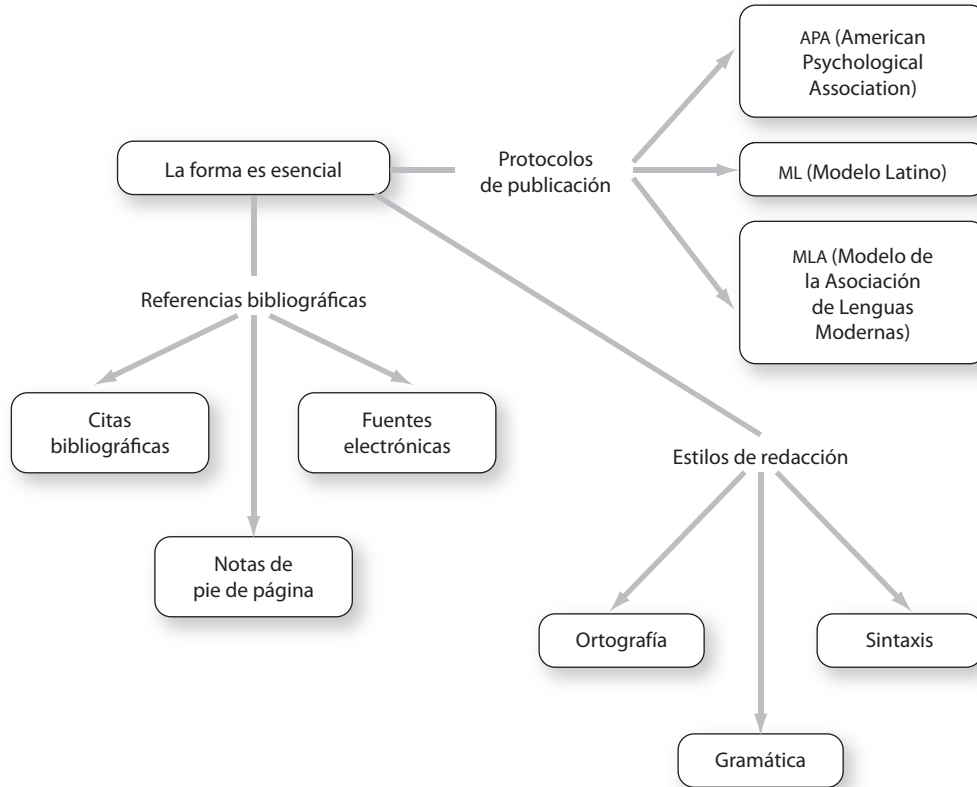 APA (American
Psychological
Association)
La forma es esencial
Protocolos
de publicación
ML (Modelo Latino)
MLA (Modelo de
la Asociación
de Lenguas
Modernas)
Referencias bibliográficas
Citas
bibliográficas
Fuentes
electrónicas
Notas de
pie de página
Estilos de redacción
Ortografía
Sintaxis
Gramática